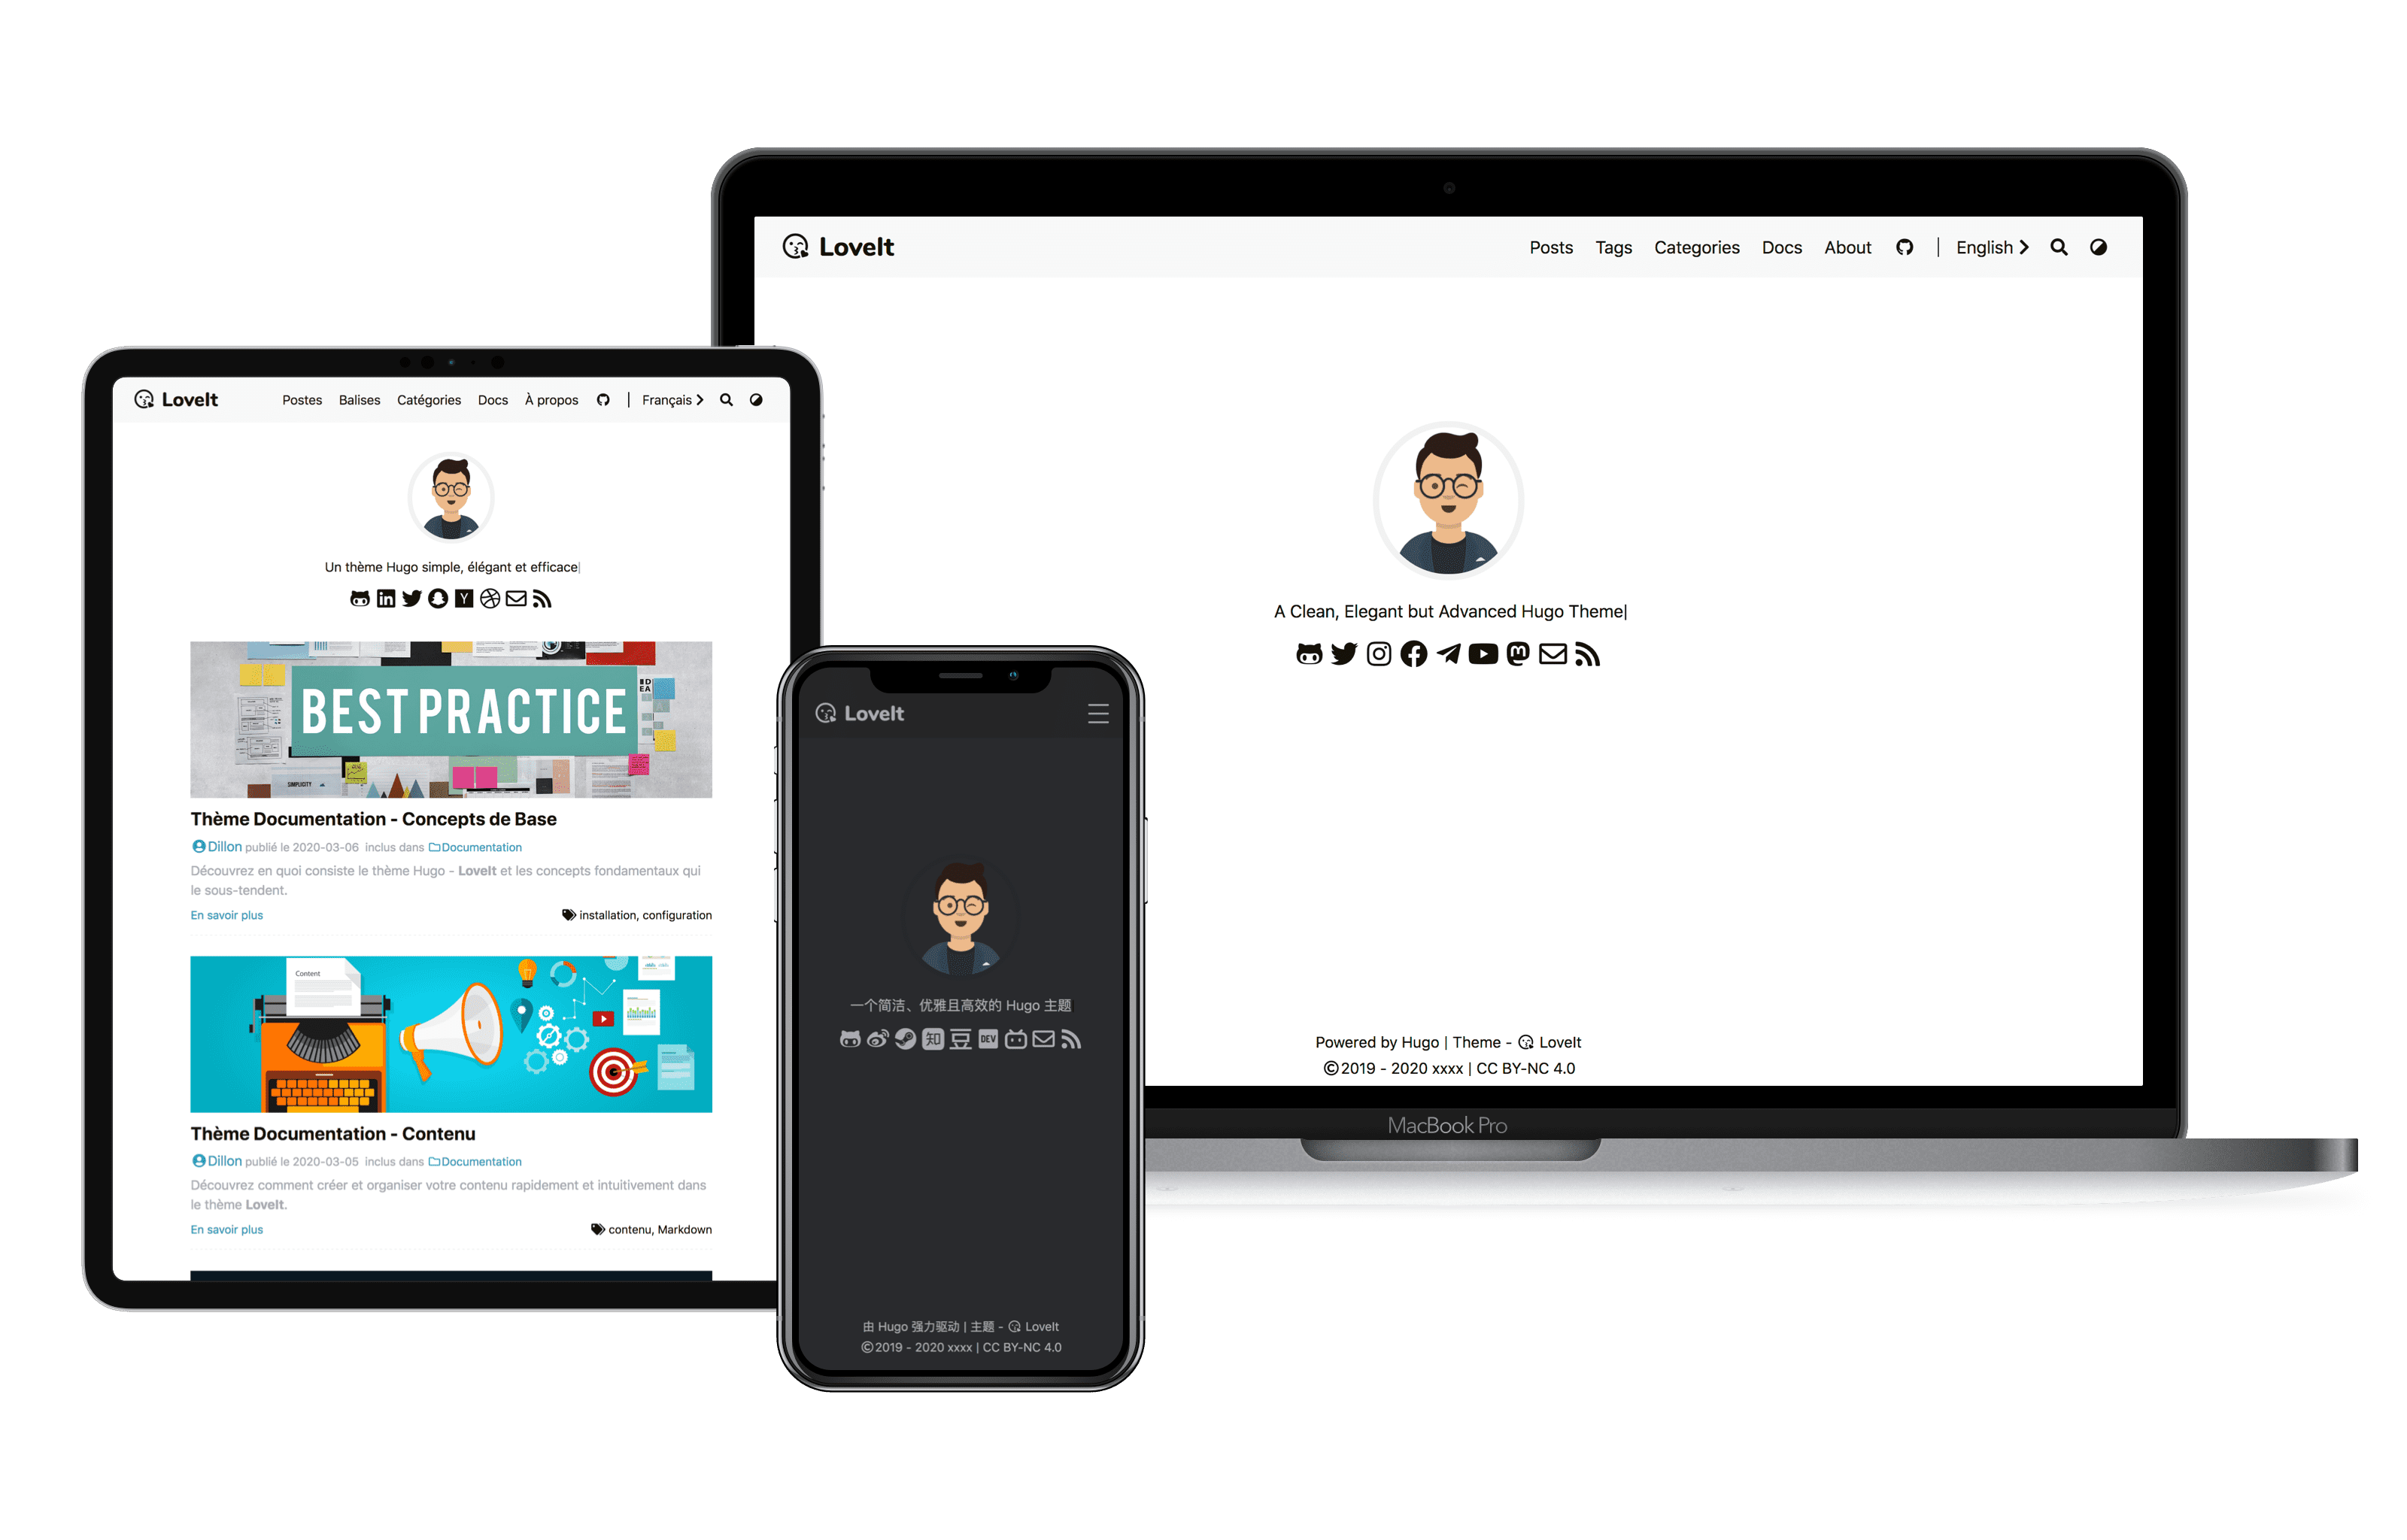 LoveIt
Posts Tags Categories Docs About | English
A Clean, Elegant but Advanced Hugo Theme|
Powered by Hugo | Theme - LoveIt
©2019 - 2020 xxxx | CC BY-NC 4.0
MacBook Pro
LoveIt
Postes Balises Catégories Docs À propos | Français
Un thème Hugo simple, élégant et efficace|
IDEA
BEST PRACTICE
SIMPLICITY
Thème Documentation - Concepts de Base
Dillon publié le 2020-03-06 inclus dans Documentation
Découvrez en quoi consiste le thème Hugo - LoveIt et les concepts fondamentaux qui
le sous-tendent.
En savoir plus installation, configuration
Content
Thème Documentation - Contenu
Dillon publié le 2020-03-05 inclus dans Documentation
Découvrez comment créer et organiser votre contenu rapidement et intuitivement dans
le thème LoveIt.
En savoir plus contenu, Markdown
LoveIt
一个简洁、优雅且高效的 Hugo 主题
知 豆 DEV
由 Hugo 强力驱动 | 主题 - LoveIt
©2019 - 2020 xxxx | CC BY-NC 4.0